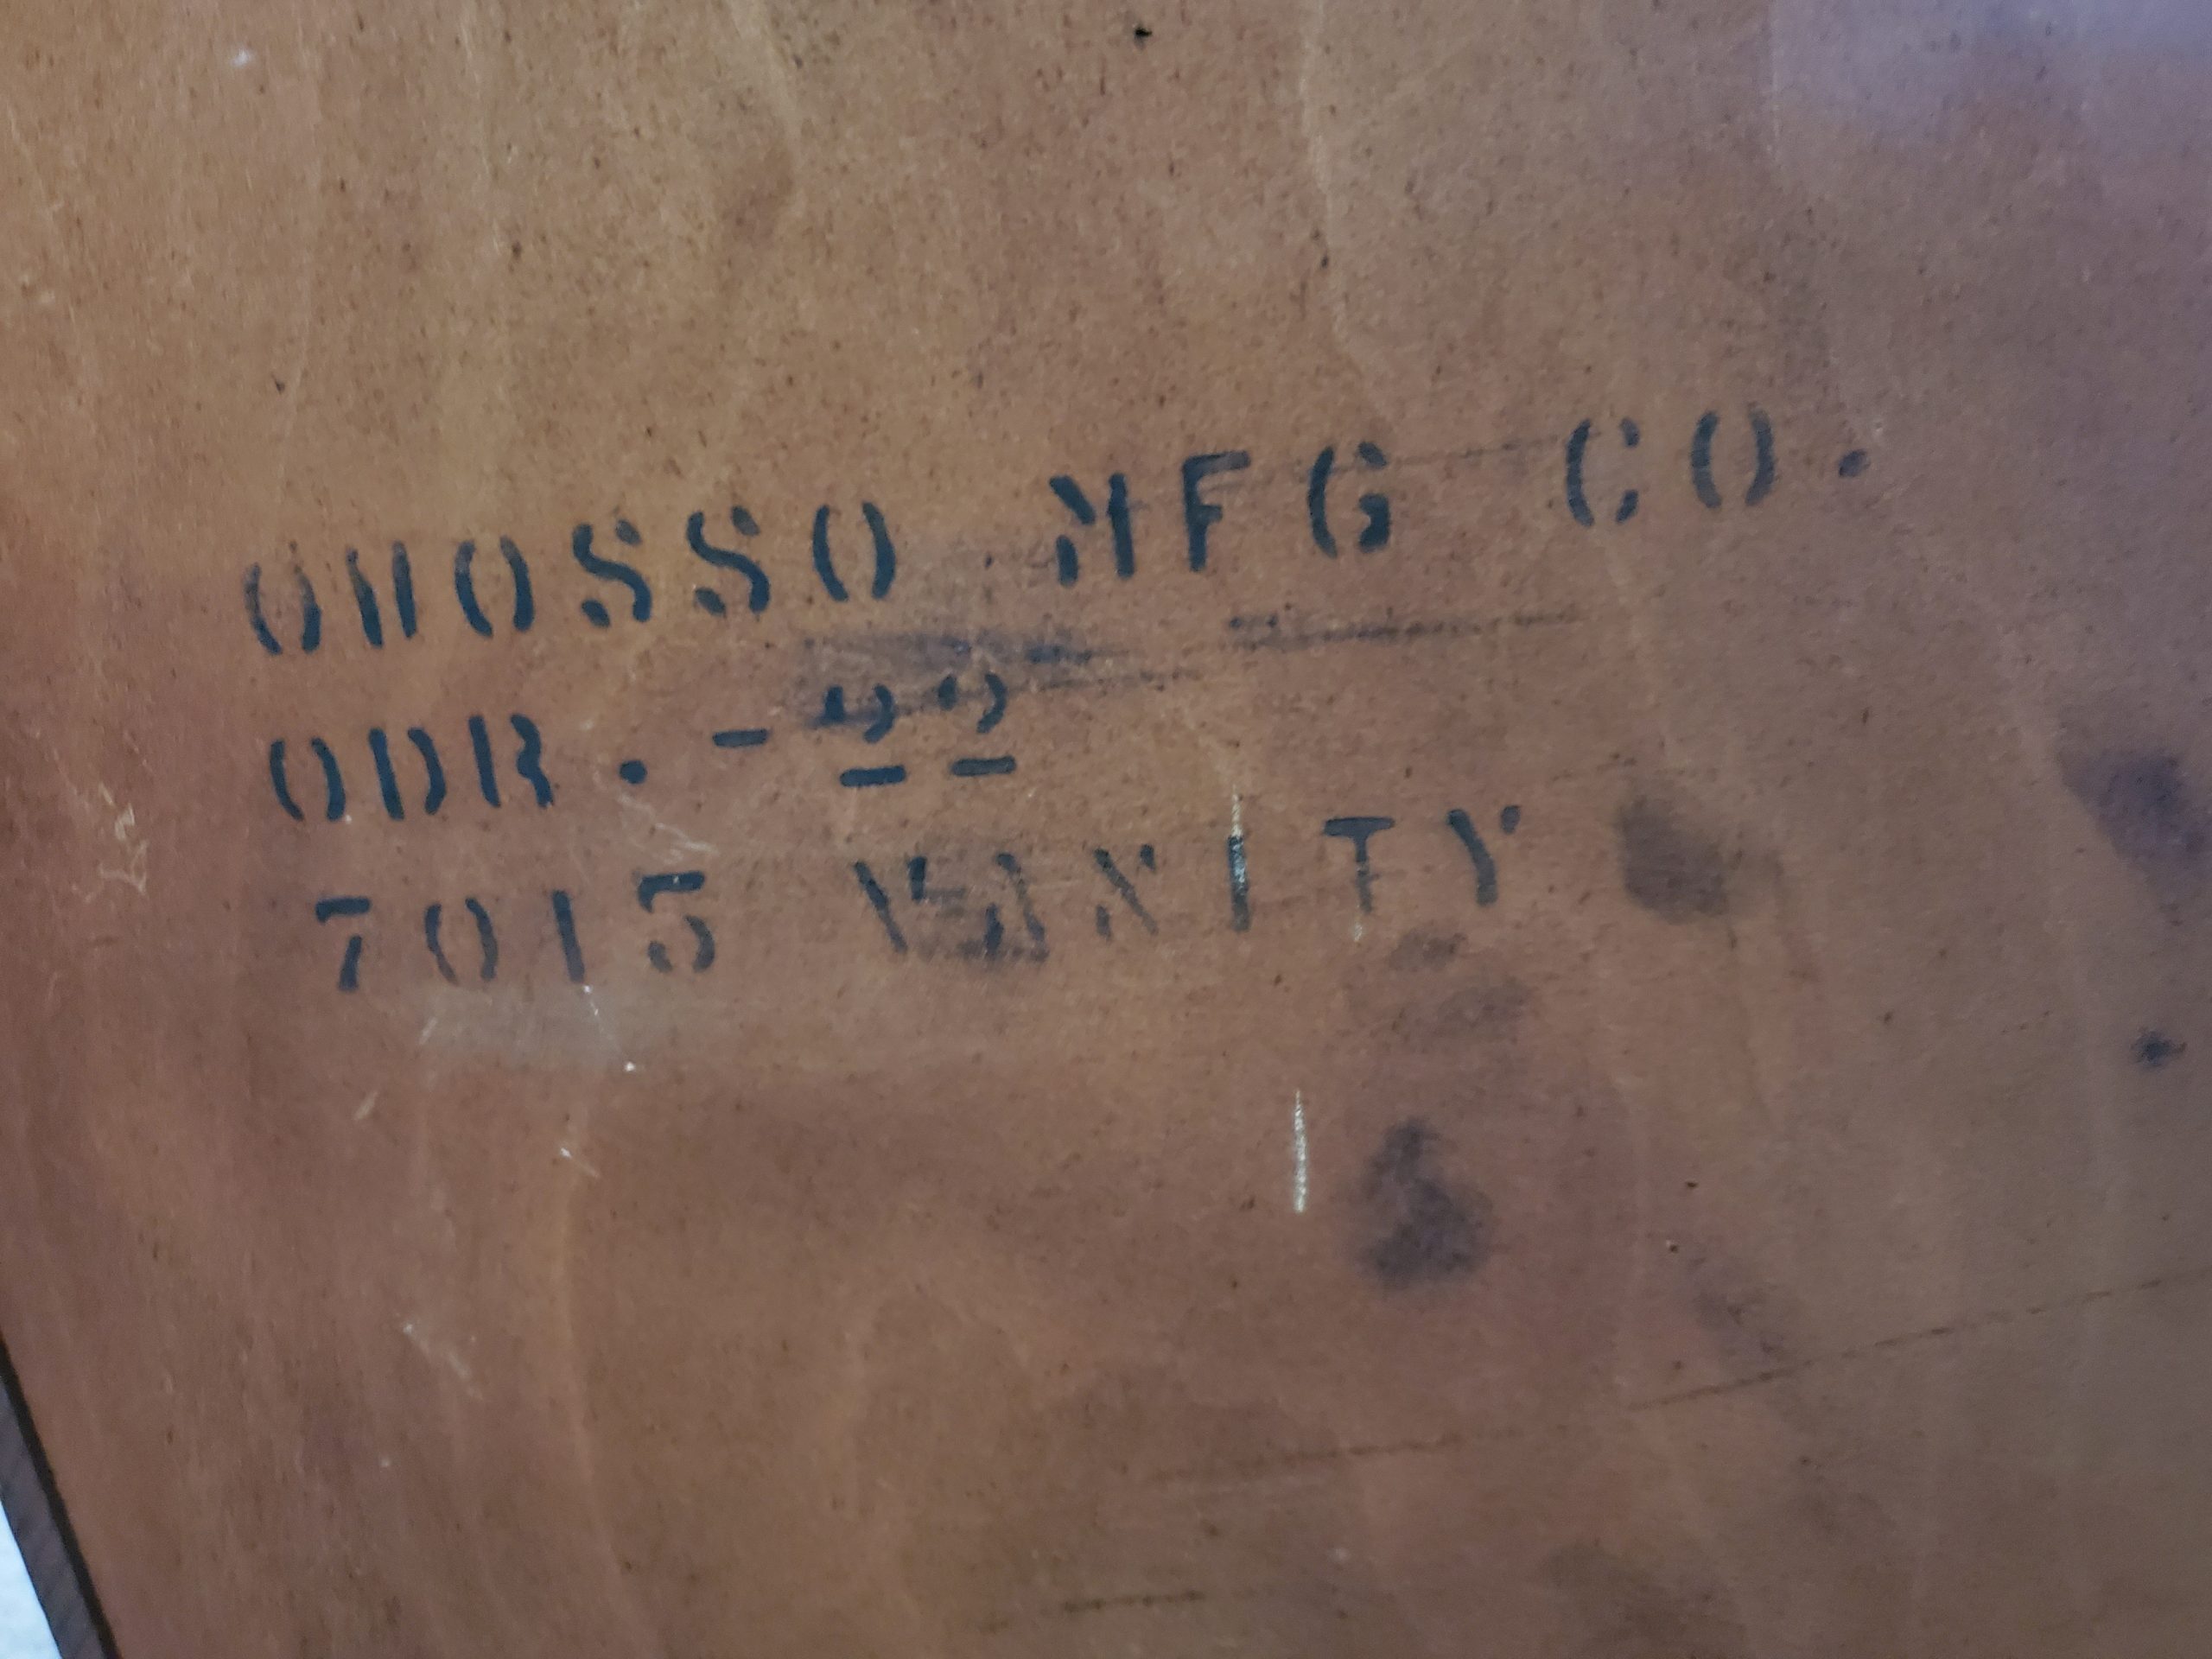 OWOSSO MFG CO.
ODR. -22
7015 VANITY